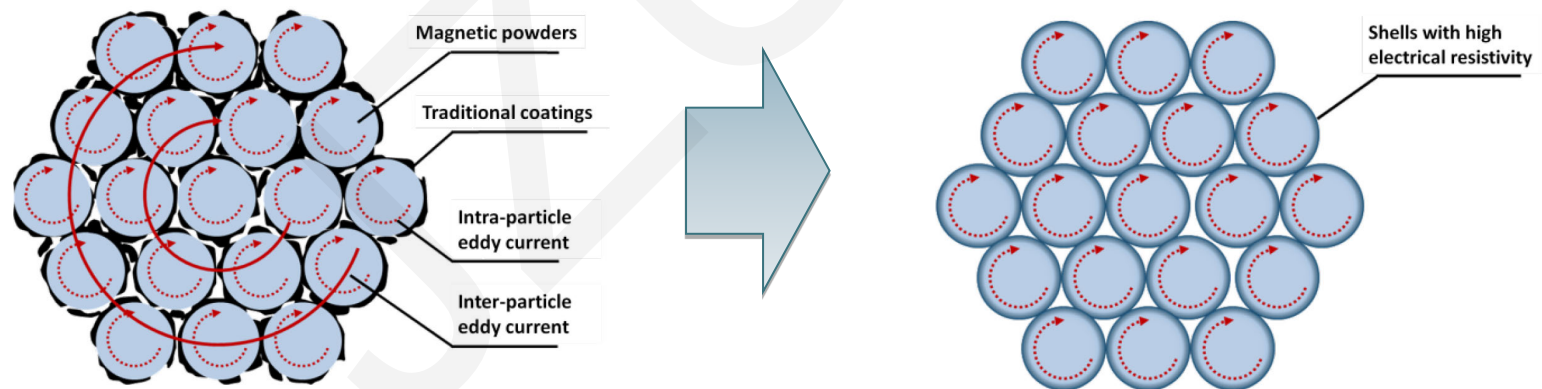 Magnetic powders
Traditional coatings
Intra-particle
eddy current
Inter-particle
eddy current
Shells with high
electrical resistivity